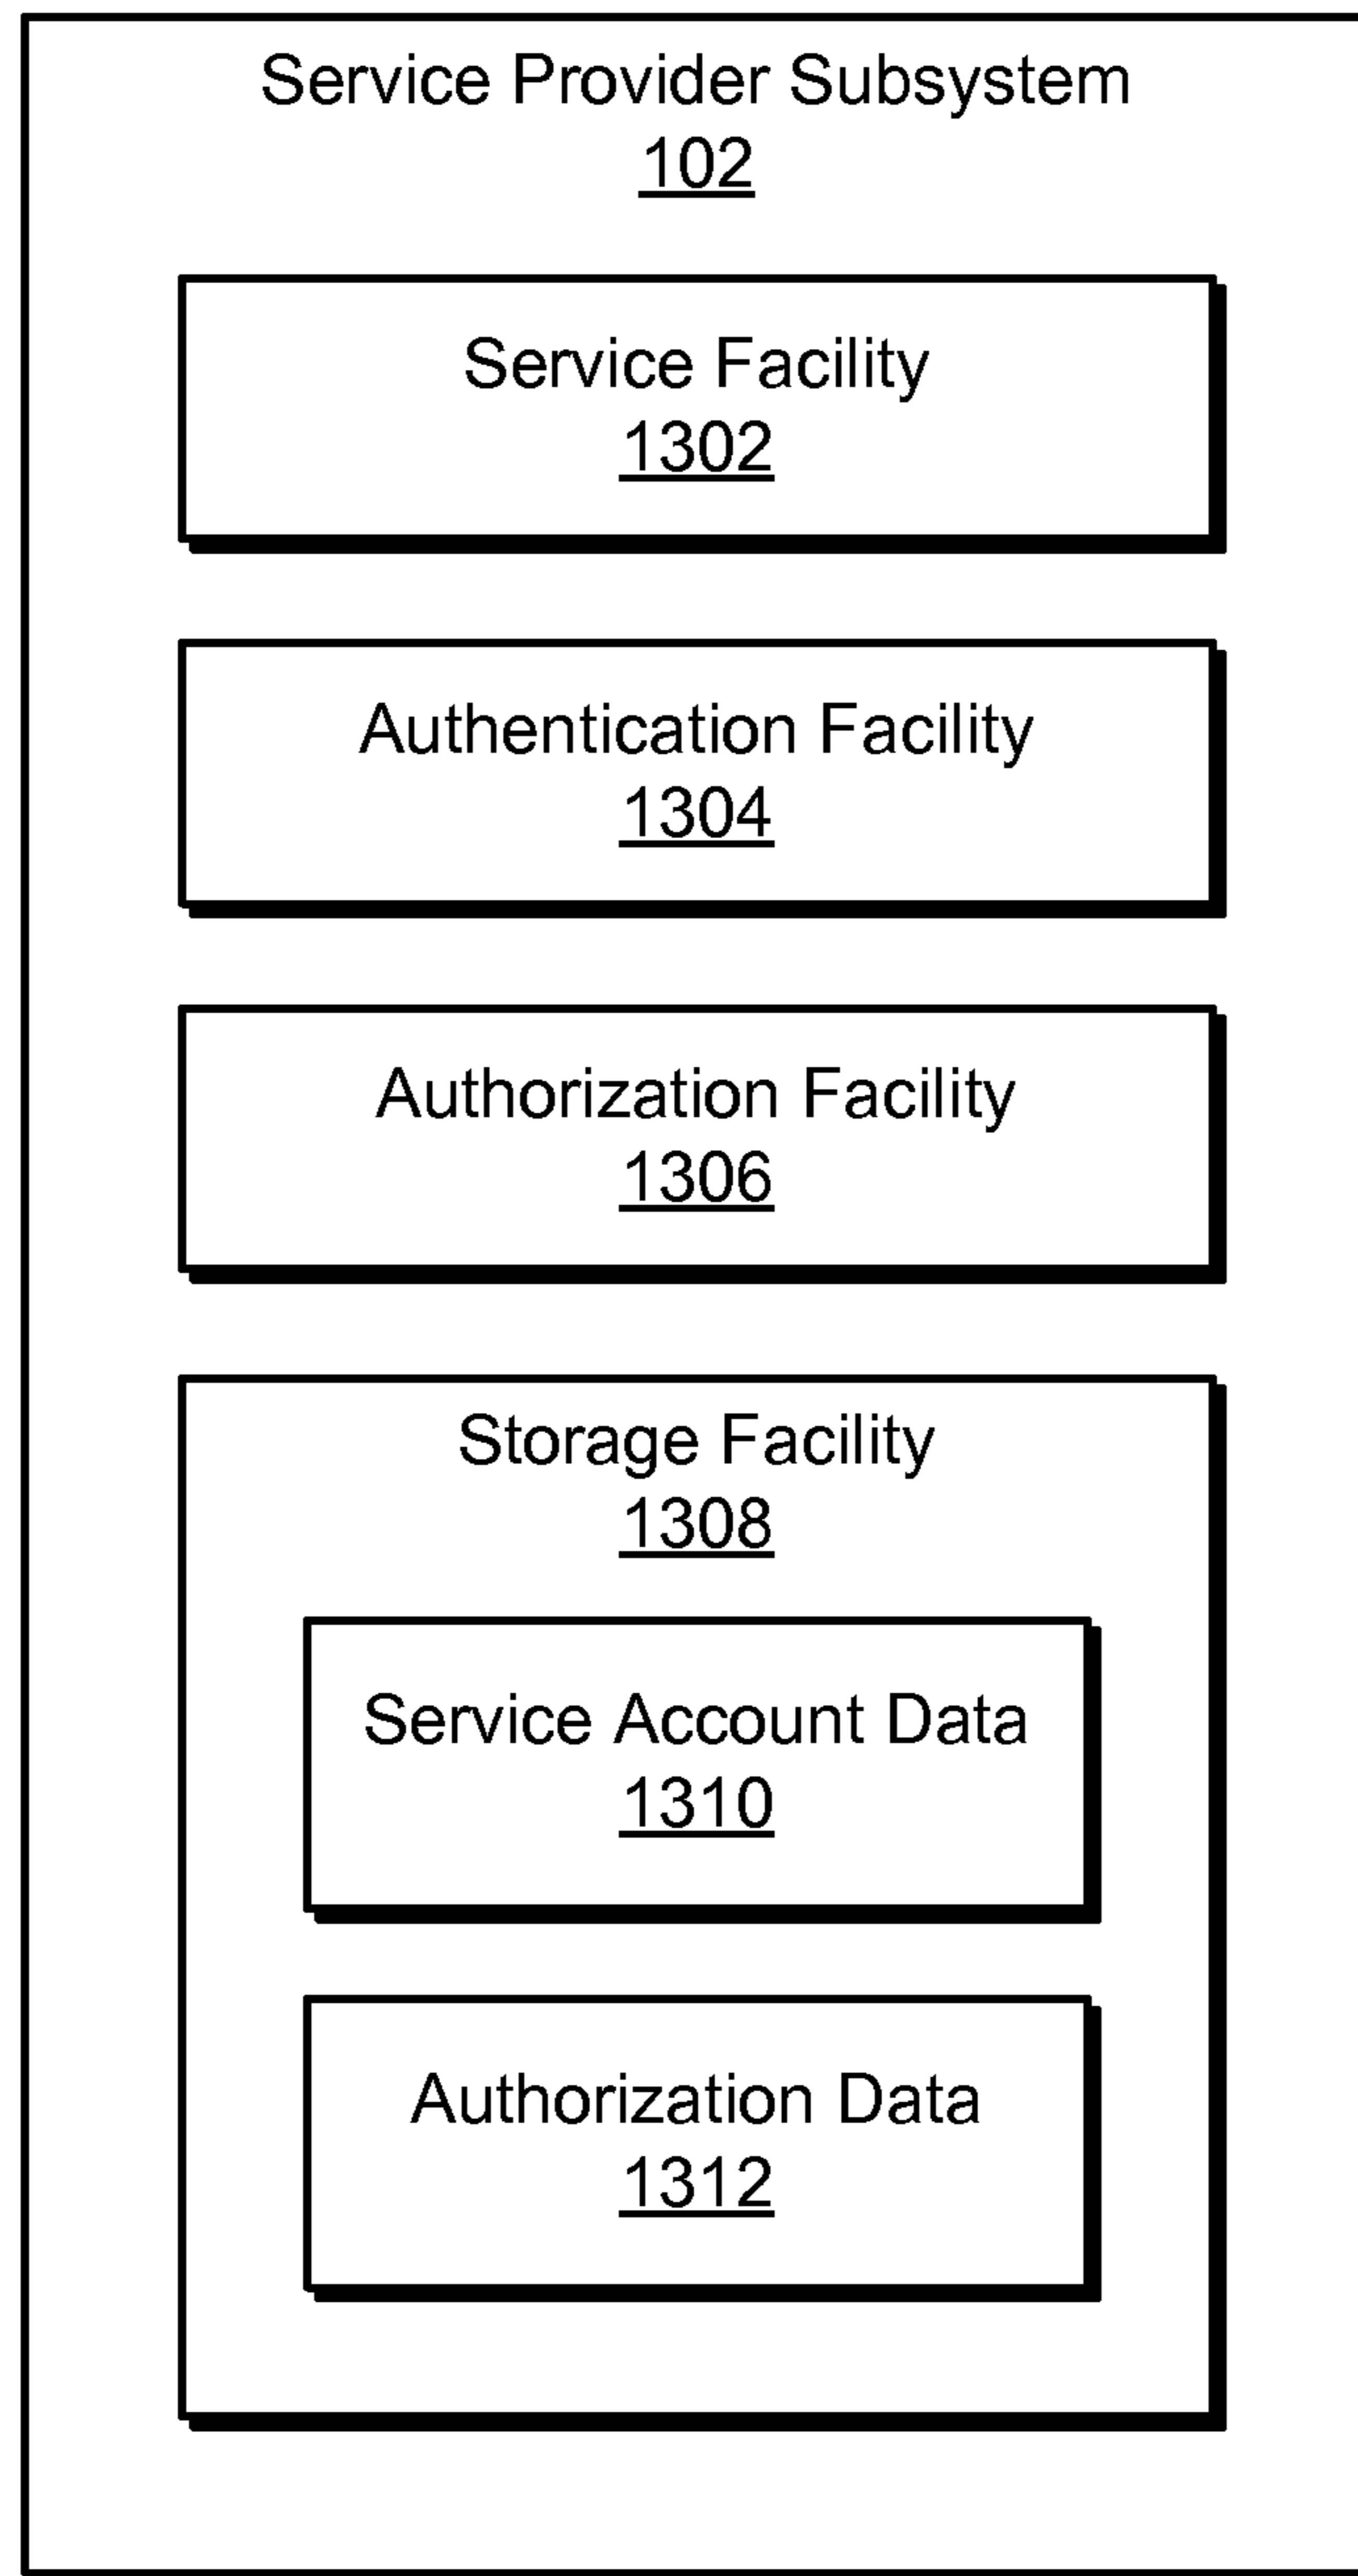 Service Provider Subsystem
102
Service Facility
1302
Authentication Facility
1304
Authorization Facility
1306
Storage Facility
1308
Service Account Data
1310
Authorization Data
1312